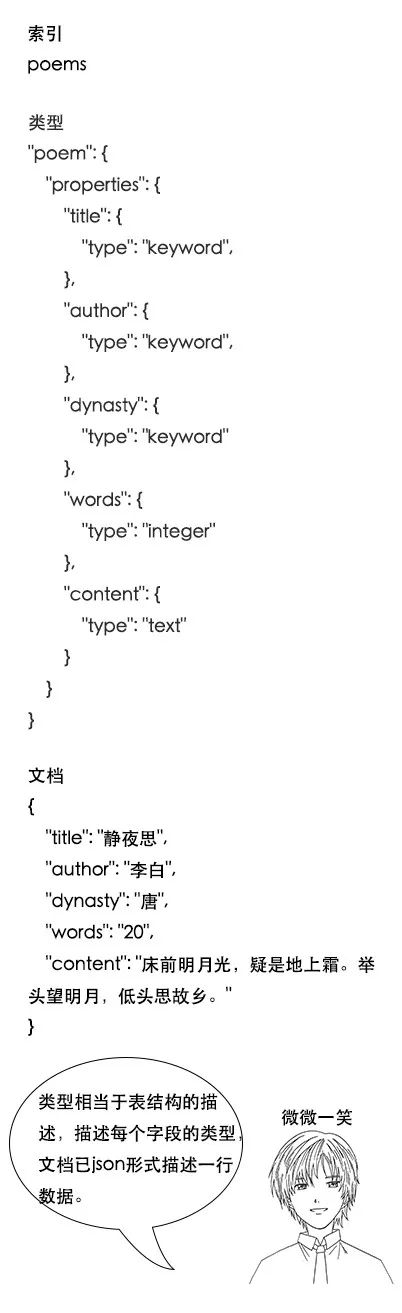 索引
poems
类型
"poem": {
"properties": {
"title": {
"type": "keyword",
},
"author": {
"type": "keyword",
},
"dynasty": {
"type": "keyword"
},
"words": {
"type": "integer"
},
"content": {
"type": "text"
}
}
}
文档
{
"title": "静夜思",
"author": "李白",
"dynasty": "唐",
"words": "20",
"content": "床前明月光，疑是地上霜。举
头望明月，低头思故乡。"
}
类型相当于表结构的描
述，描述每个字段的类型，
文档已json形式描述一行
数据。
微微一笑